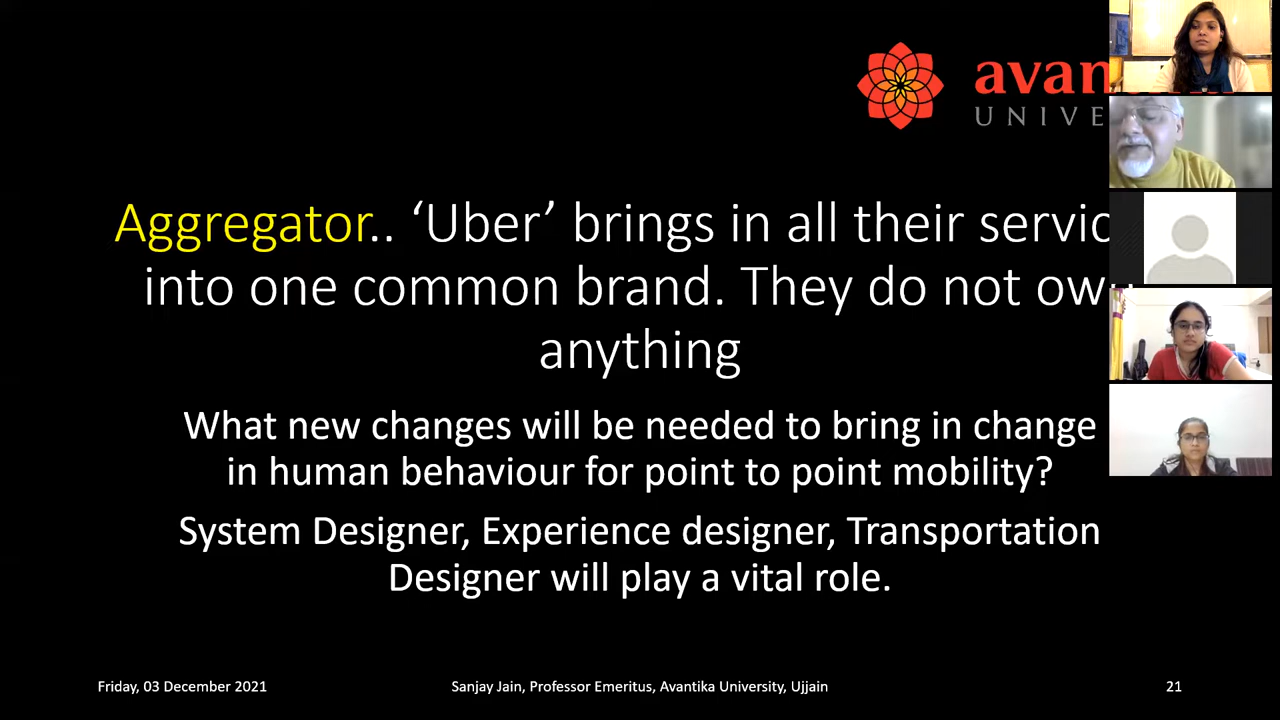 avan
UNIVE
Aggregator.. ‘Uber’ brings in all their servic
into one common brand. They do not own
anything
What new changes will be needed to bring in change
in human behaviour for point to point mobility?
System Designer, Experience designer, Transportation
Designer will play a vital role.
Friday, 03 December 2021
Sanjay Jain, Professor Emeritus, Avantika University, Ujjain
21